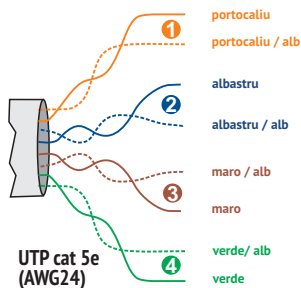 portocaliu
1
portocaliu / alb
albastru
2
albastru / alb
maro / alb
3
maro
verde/ alb
4
verde
UTP cat 5e
(AWG24)